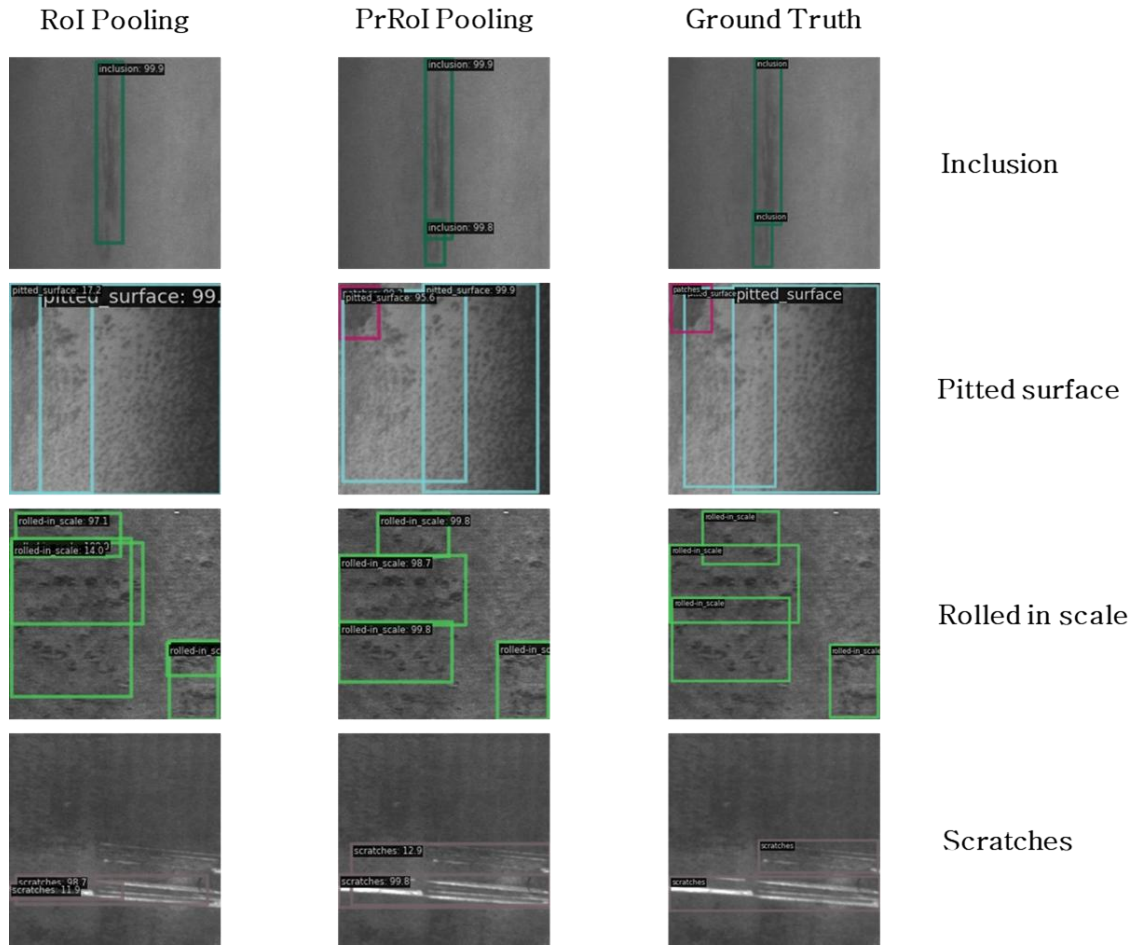 RoI Pooling
PrRoI Pooling
Ground Truth
inclusion: 99.9
inclusion: 99.9
inclusion: 99.8
inclusion
inclusion
Inclusion
pitted_surface: 17.2
pitted_surface: 99.
pitted_surface: 95.6
pitted_surface: 99.9
patches
pitted_surface
pitted_surface
Pitted surface
rolled-in_scale: 97.1
rolled-in_scale: 14.0
rolled-in_sc
rolled-in_scale: 99.8
rolled-in_scale: 98.7
rolled-in_scale: 99.8
rolled-in_sc
rolled-in_scale
rolled-in_scale
rolled-in_scale
rolled-in_scale
Rolled in scale
scratches: 98.7
scratches: 11.9
scratches: 12.9
scratches: 99.8
scratches
scratches
Scratches